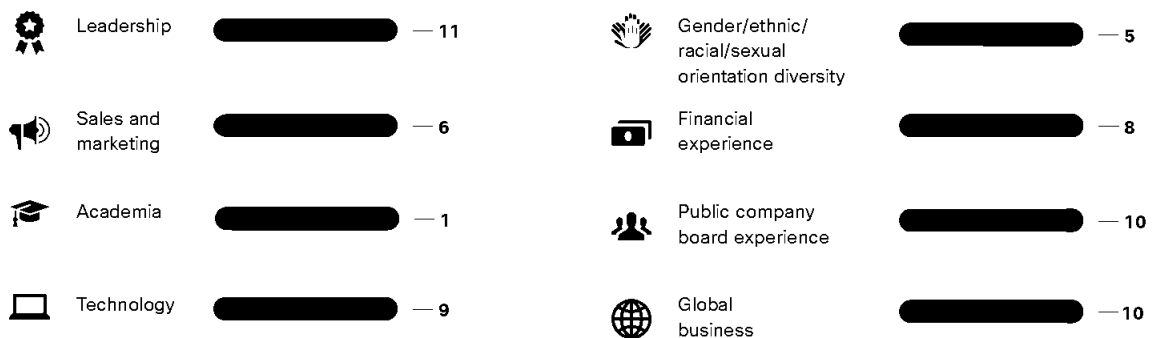 Leadership
— 11
Sales and
marketing
— 6
Academia
— 1
Technology
— 9
Gender/ethnic/
racial/sexual
orientation diversity
— 5
Financial
experience
— 8
Public company
board experience
— 10
Global
business
— 10